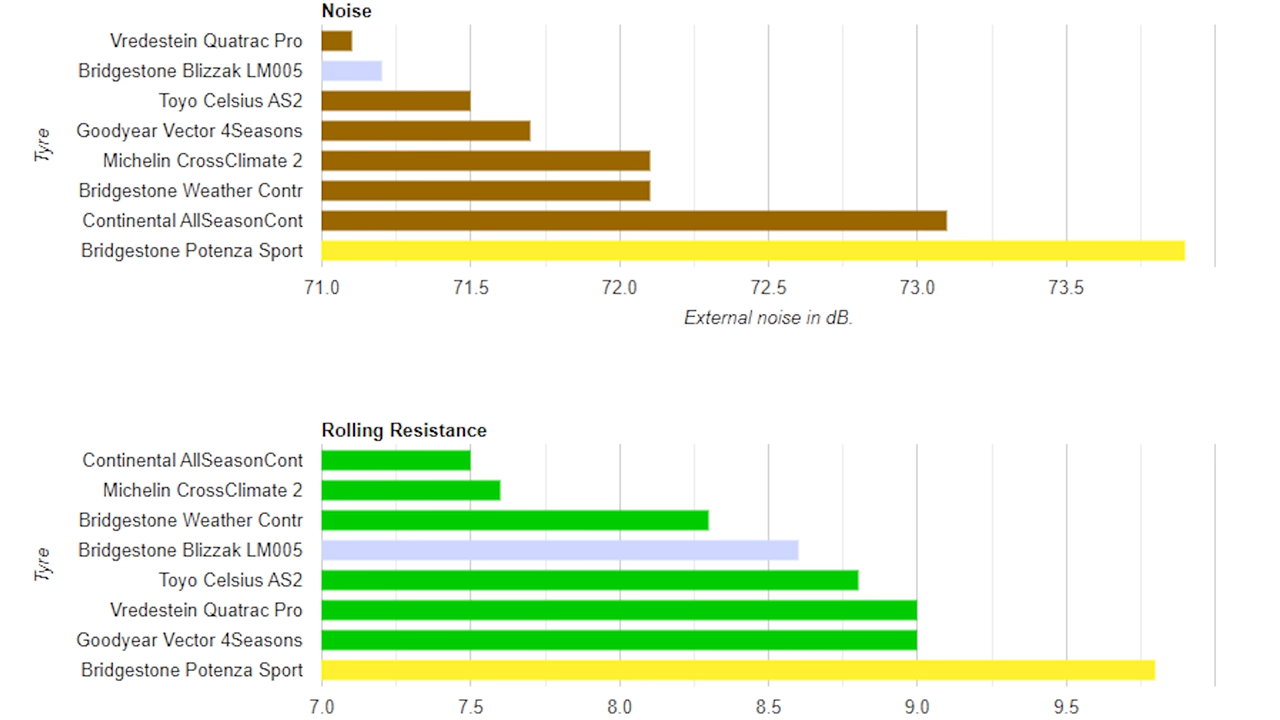 Noise
Vredestein Quatrac Pro
Bridgestone Blizzak LM005
Toyo Celsius AS2
Goodyear Vector 4Seasons
Michelin CrossClimate 2
Bridgestone Weather Contr
Continental AllSeasonCont
Bridgestone Potenza Sport
Tyre
71.0 71.5 72.0 72.5 73.0 73.5
External noise in dB.
Rolling Resistance
Continental AllSeasonCont
Michelin CrossClimate 2
Bridgestone Weather Contr
Bridgestone Blizzak LM005
Toyo Celsius AS2
Vredestein Quatrac Pro
Goodyear Vector 4Seasons
Bridgestone Potenza Sport
Tyre
7.0 7.5 8.0 8.5 9.0 9.5